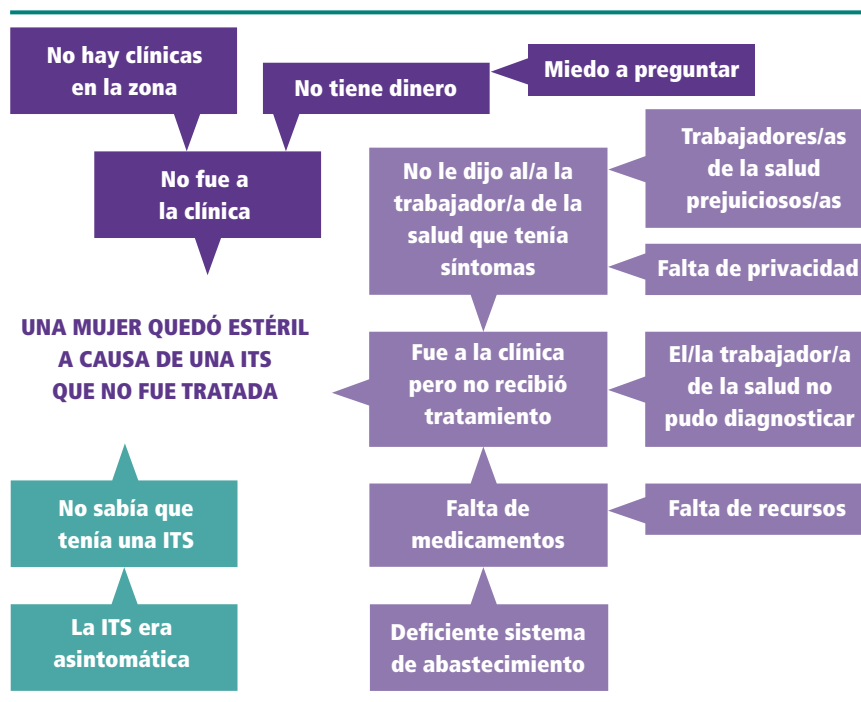 No hay clínicas
en la zona
No tiene dinero
Miedo a preguntar
No fue a
la clínica
No le dijo al/a la
trabajador/a de la
salud que tenía
síntomas
Trabajadores/as
de la salud
prejuiciosos/as
Falta de privacidad
UNA MUJER QUEDÓ ESTÉRIL
A CAUSA DE UNA ITS
QUE NO FUE TRATADA
Fue a la clínica
pero no recibió
tratamiento
El/la trabajador/a
de la salud no
pudo diagnosticar
No sabía que
tenía una ITS
Falta de
medicamentos
Falta de recursos
La ITS era
asintomática
Deficiente sistema
de abastecimiento